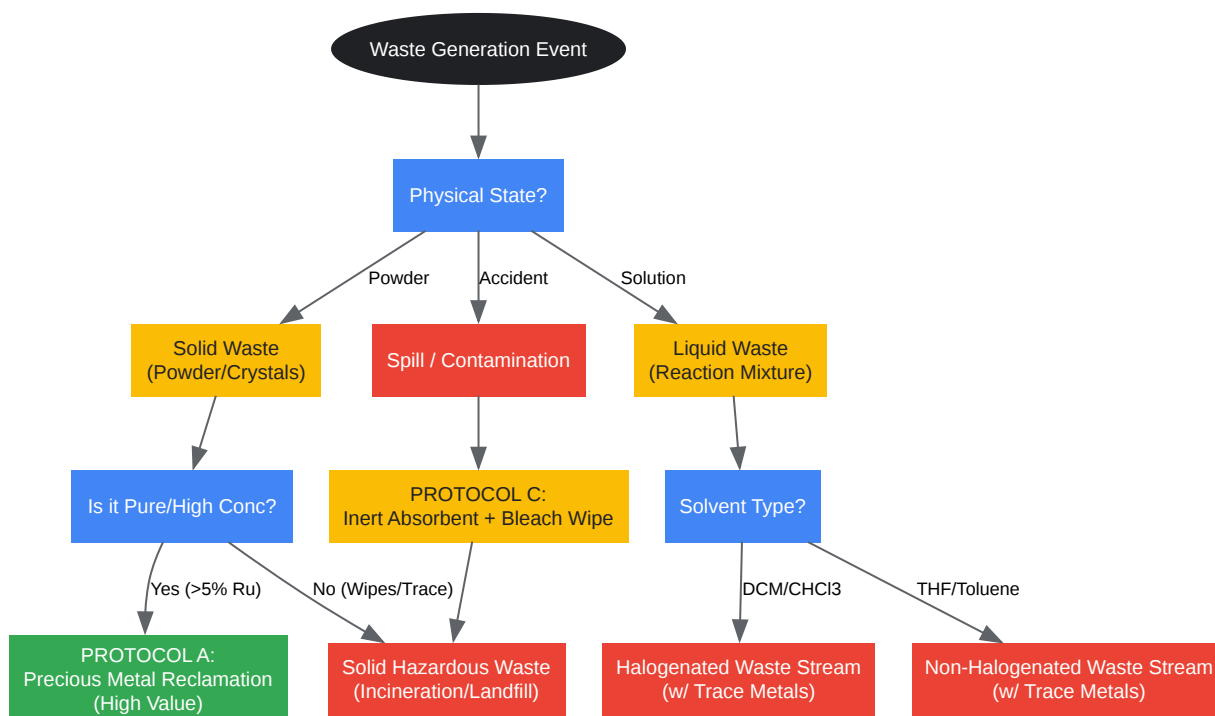 Waste Generation Event
Physical State?
Powder
Accident
Solution
Solid Waste
(Powder/Crystals)
Spill / Contamination
Liquid Waste
(Reaction Mixture)
Is it Pure/High Conc?
PROTOCOL C:
Inert Absorbent + Bleach Wipe
Solvent Type?
Yes (>5% Ru)
No (Wipes/Trace)
DCM/CHCl3
THF/Toluene
PROTOCOL A:
Precious Metal Reclamation
(High Value)
Solid Hazardous Waste
(Incineration/Landfill)
Halogenated Waste Stream
(w/ Trace Metals)
Non-Halogenated Waste Stream
(w/ Trace Metals)